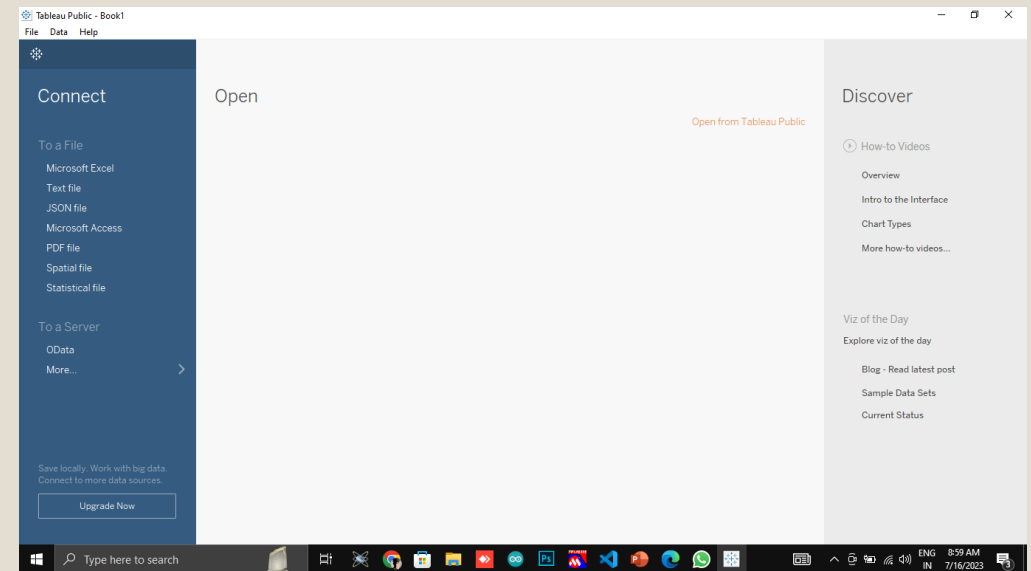 Tableau Public - Book1
File Data Help
Connect
To a File
Microsoft Excel
Text file
JSON file
Microsoft Access
PDF file
Spatial file
Statistical file
To a Server
OData
More...
Save locally. Work with big data.
Connect to more data sources.
Upgrade Now
Open
Open from Tableau Public
Discover
How-to Videos
Overview
Intro to the Interface
Chart Types
More how-to videos...
Viz of the Day
Explore viz of the day
Blog - Read latest post
Sample Data Sets
Current Status
Type here to search
Ps
ENG
IN
8:59 AM
7/16/2023
3